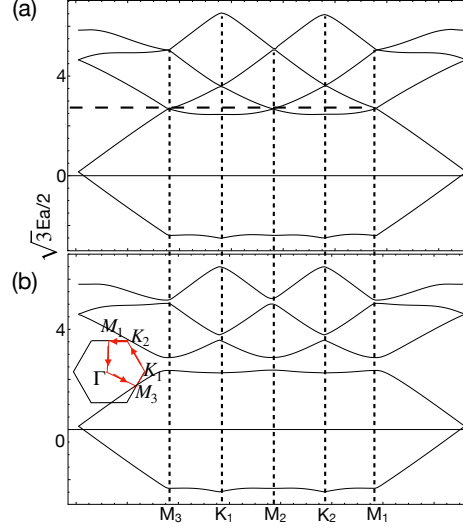 (a)
4
0
√3Ea/2
(b)
4
M₁ K₂
Γ K₁
M₃
0
M₃ K₁ M₂ K₂ M₁